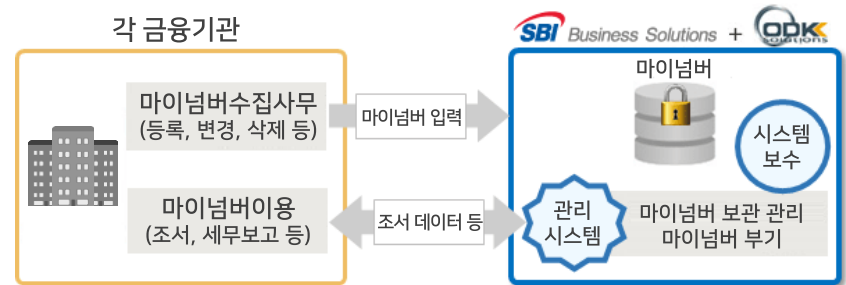 각 금융기관
SBI Business Solutions + ODK SOLUTIONS
마이넘버수집사무
(등록, 변경, 삭제 등)
마이넘버 입력
마이넘버
시스템
보수
마이넘버이용
(조서, 세무보고 등)
조서 데이터 등
관리
시스템
마이넘버 보관 관리
마이넘버 부기